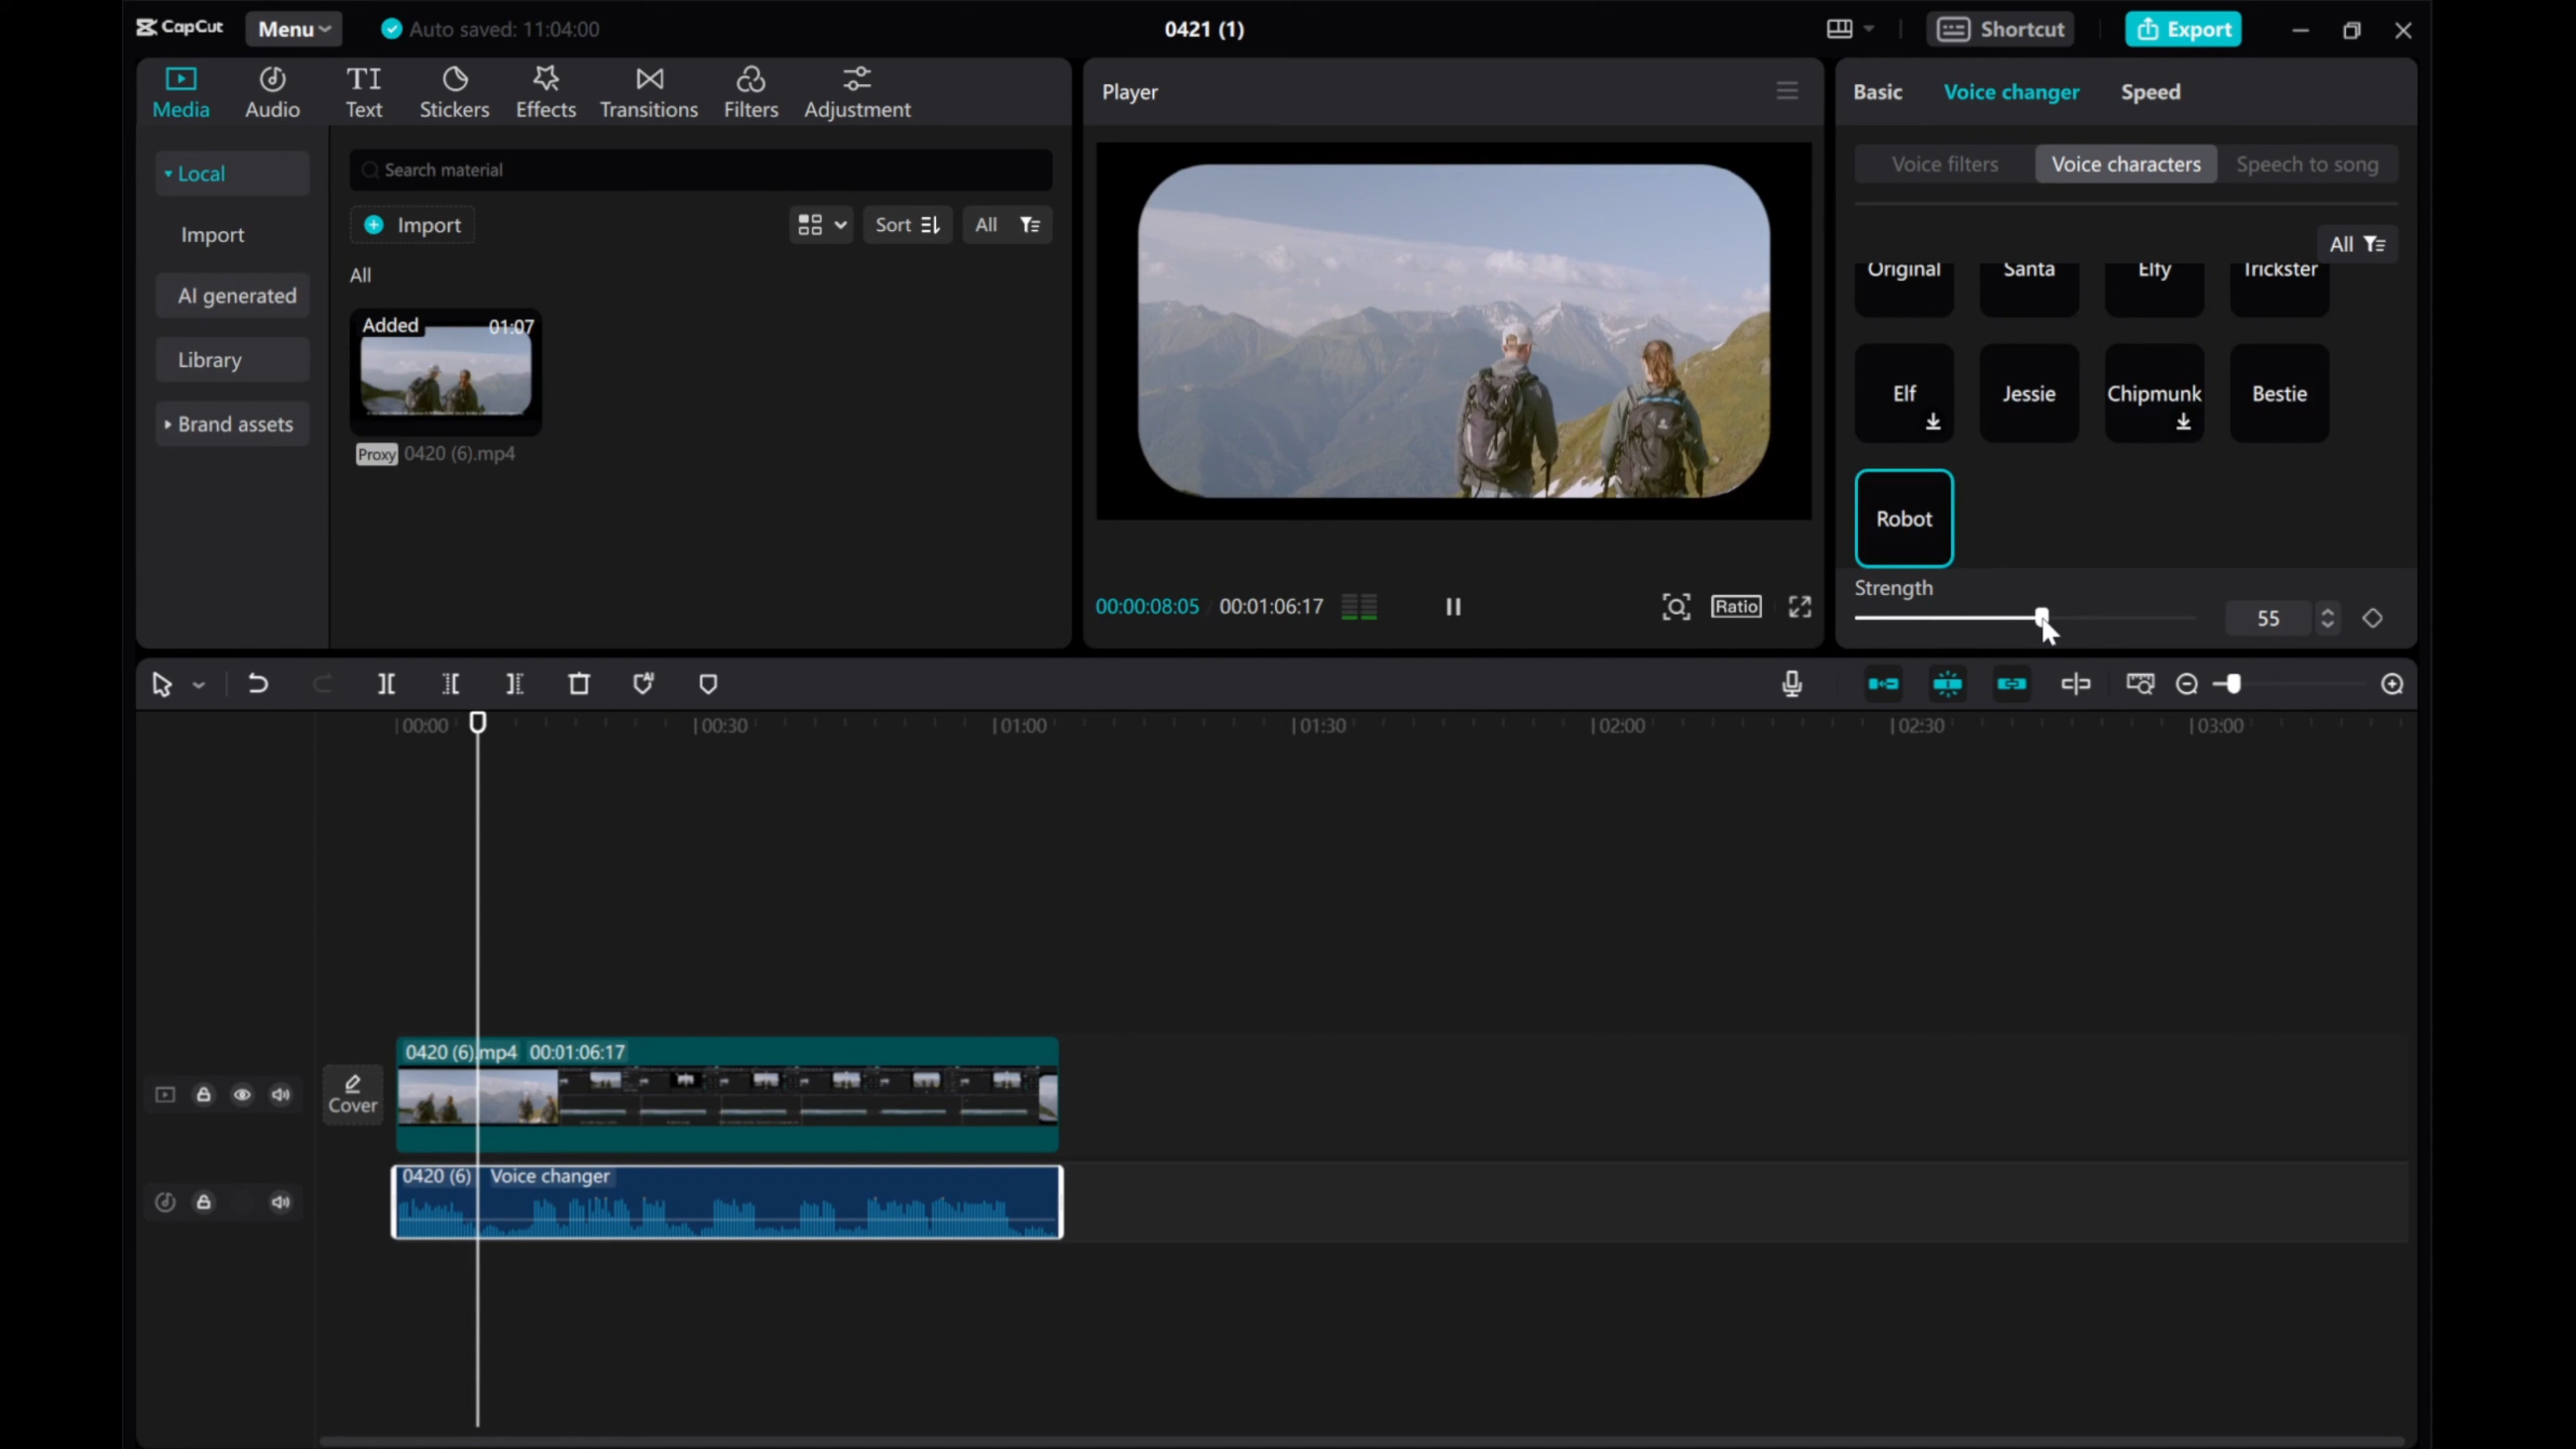 CapCut
Menu
Auto saved: 11:04:00
0421 (1)
Shortcut
Export
Media
Audio
TI
Text
Stickers
Effects
Transitions
Filters
Adjustment
Local
Import
AI generated
Library
Brand assets
Search material
Import
Sort
All
All
Added
01:07
Proxy
0420 (6).mp4
Player
00:00:08:05
00:01:06:17
Ratio
Basic
Voice changer
Speed
Voice filters
Voice characters
Speech to song
All
Original
Santa
Elfy
Trickster
Elf
Jessie
Chipmunk
Bestie
Robot
Strength
55
00:00
00:30
01:00
01:30
02:00
02:30
03:00
Cover
0420 (6).mp4 00:01:06:17
0420 (6) Voice changer